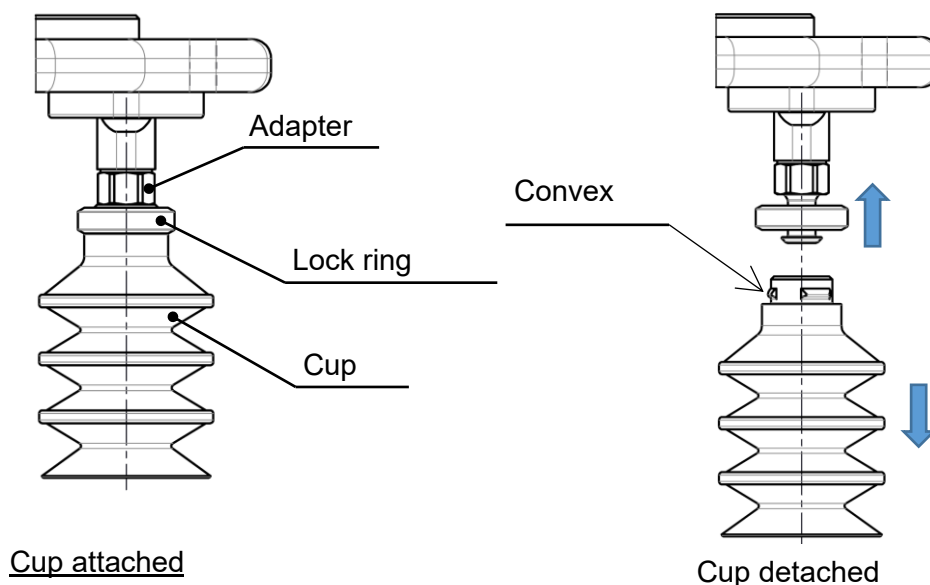 Adapter
Lock ring
Cup
Cup attached
Convex
Cup detached